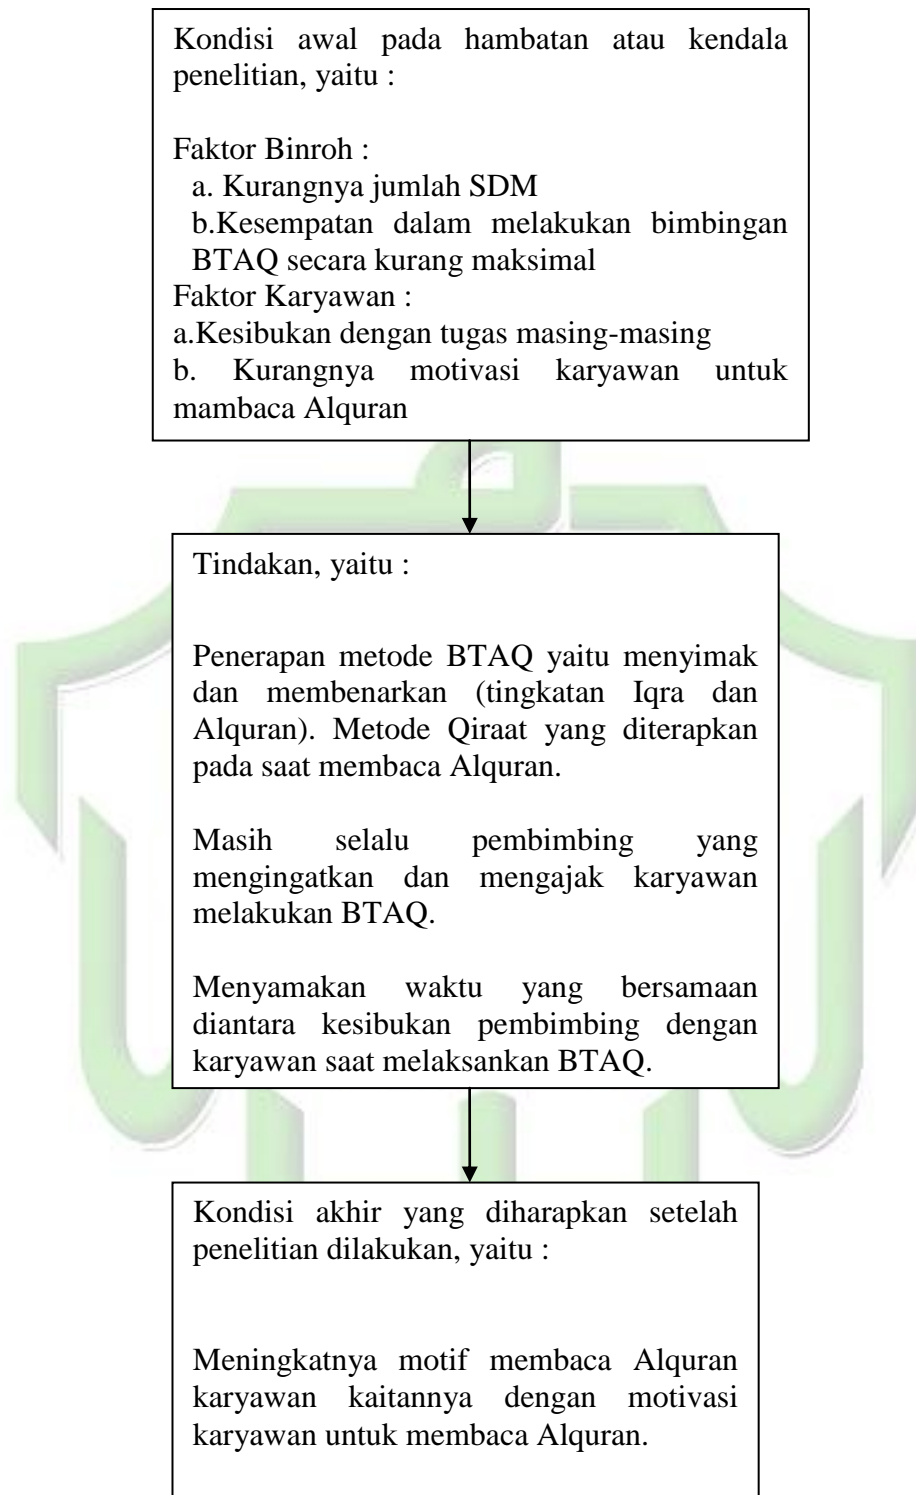 Kondisi awal pada hambatan atau kendala
penelitian, yaitu :
Faktor Binroh :
a. Kurangnya jumlah SDM
b.Kesempatan dalam melakukan bimbingan
BTAQ secara kurang maksimal
Faktor Karyawan :
a.Kesibukan dengan tugas masing-masing
b. Kurangnya motivasi karyawan untuk
mambaca Alquran
Tindakan, yaitu :
Penerapan metode BTAQ yaitu menyimak
dan membenarkan (tingkatan Iqra dan
Alquran). Metode Qiraat yang diterapkan
pada saat membaca Alquran.
Masih selalu pembimbing yang
mengingatkan dan mengajak karyawan
melakukan BTAQ.
Menyamakan waktu yang bersamaan
diantara kesibukan pembimbing dengan
karyawan saat melaksankan BTAQ.
Kondisi akhir yang diharapkan setelah
penelitian dilakukan, yaitu :
Meningkatnya motif membaca Alquran
karyawan kaitannya dengan motivasi
karyawan untuk membaca Alquran.